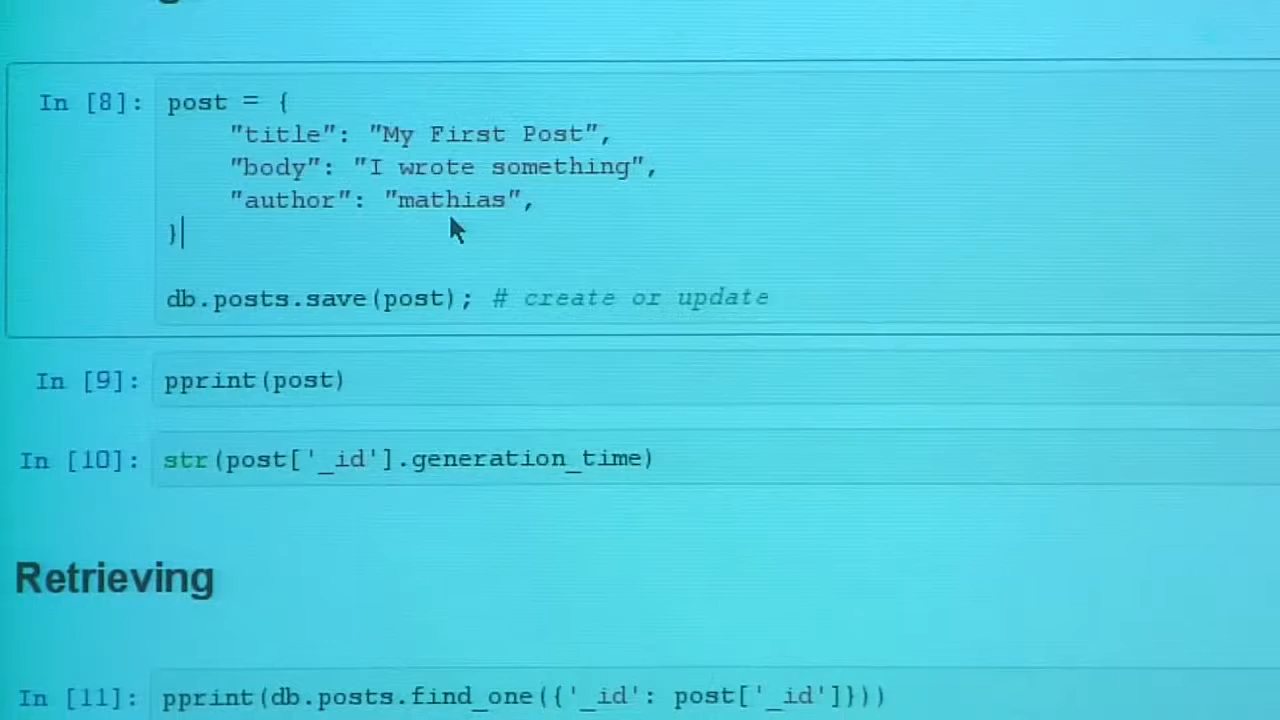 In [8]: post = {
"title": "My First Post",
"body": "I wrote something",
"author": "mathias",
}
db.posts.save(post); # create or update
In [9]: pprint(post)
In [10]: str(post['_id'].generation_time)
Retrieving
In [11]: pprint(db.posts.find_one({'_id': post['_id']}))